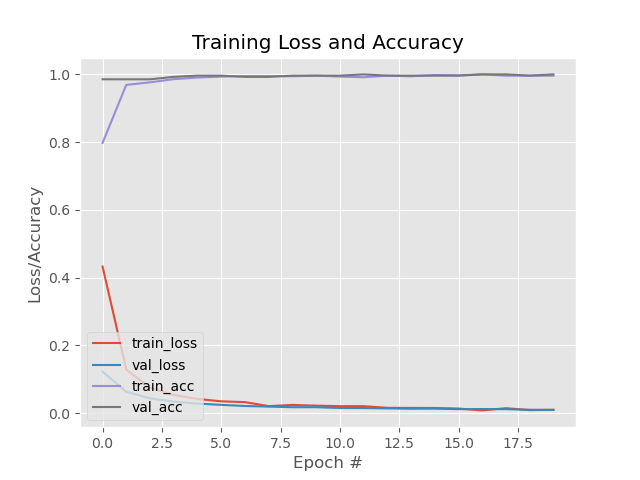 Training Loss and Accuracy
Loss/Accuracy
1.0
0.8
0.6
0.4
0.2
0.0
train_loss
val_loss
train_acc
val_acc
0.0 2.5 5.0 7.5 10.0 12.5 15.0 17.5
Epoch #